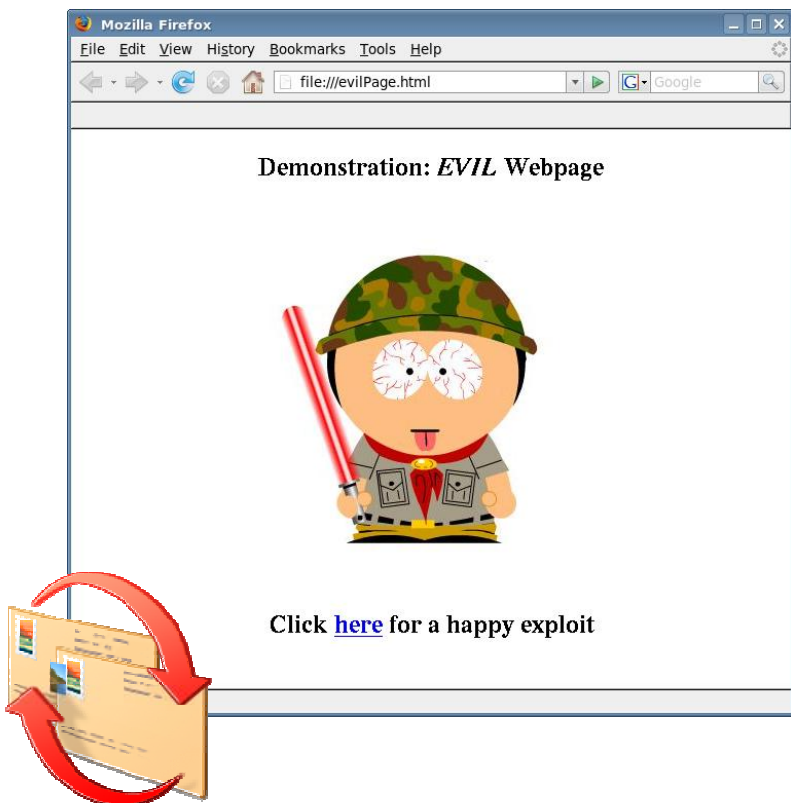 Mozilla Firefox
File Edit View History Bookmarks Tools Help
file:///evilPage.html G Google
Demonstration: EVIL Webpage
Click here for a happy exploit